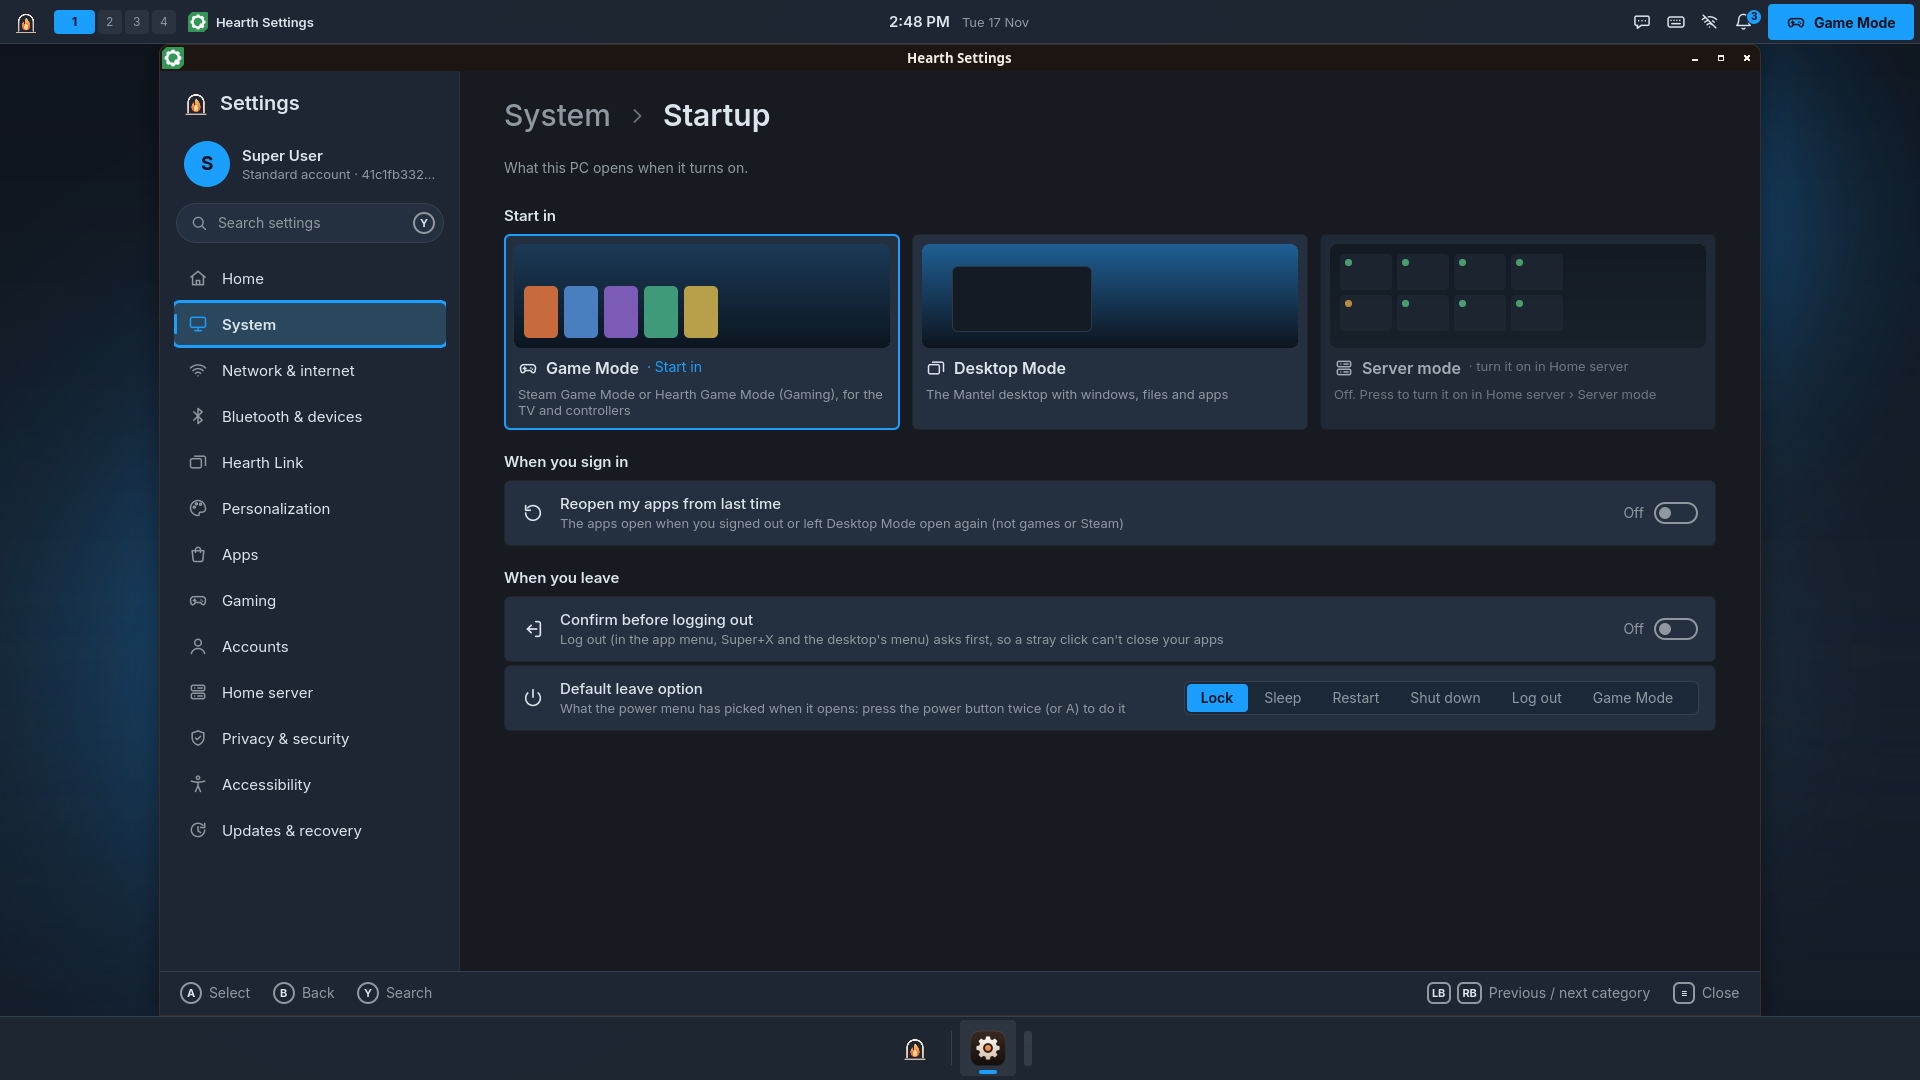 1 2 3 4 Hearth Settings
2:48 PM Tue 17 Nov
3
Game Mode
Hearth Settings
Settings
S
Super User
Standard account · 41c1fb332...
Search settings Y
Home
System
Network & internet
Bluetooth & devices
Hearth Link
Personalization
Apps
Gaming
Accounts
Home server
Privacy & security
Accessibility
Updates & recovery
System > Startup
What this PC opens when it turns on.
Start in
Game Mode · Start in
Steam Game Mode or Hearth Game Mode (Gaming), for the
TV and controllers
Desktop Mode
The Mantel desktop with windows, files and apps
Server mode · turn it on in Home server
Off. Press to turn it on in Home server › Server mode
When you sign in
Reopen my apps from last time
The apps open when you signed out or left Desktop Mode open again (not games or Steam)
Off
When you leave
Confirm before logging out
Log out (in the app menu, Super+X and the desktop's menu) asks first, so a stray click can't close your apps
Off
Default leave option
What the power menu has picked when it opens: press the power button twice (or A) to do it
Lock Sleep Restart Shut down Log out Game Mode
A Select B Back Y Search
LB RB Previous / next category ≡ Close